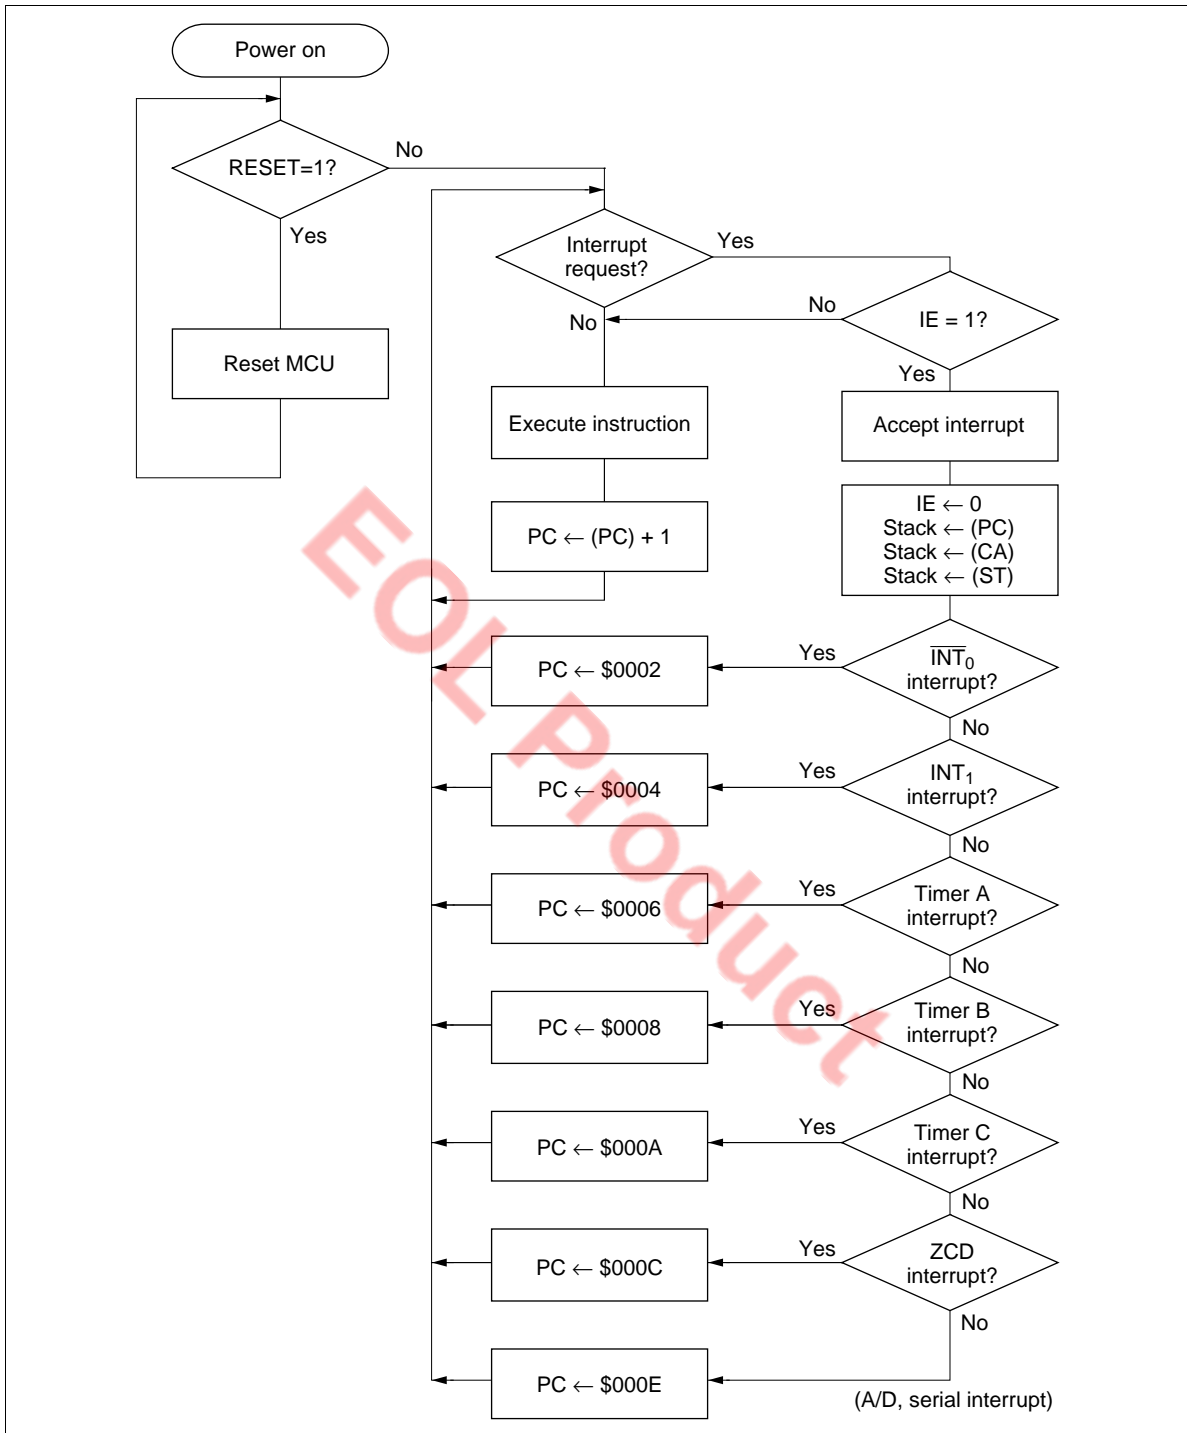 Power on
RESET=1?
No
Yes
Reset MCU
Interrupt
request?
Yes
No
IE = 1?
No
Yes
Execute instruction
Accept interrupt
PC ← (PC) + 1
IE ← 0
Stack ← (PC)
Stack ← (CA)
Stack ← (ST)
PC ← $0002
Yes
I̅N̅T̅₀
interrupt?
No
PC ← $0004
Yes
INT₁
interrupt?
No
PC ← $0006
Yes
Timer A
interrupt?
No
PC ← $0008
Yes
Timer B
interrupt?
No
PC ← $000A
Yes
Timer C
interrupt?
No
PC ← $000C
Yes
ZCD
interrupt?
No
PC ← $000E
(A/D, serial interrupt)
EOL Product